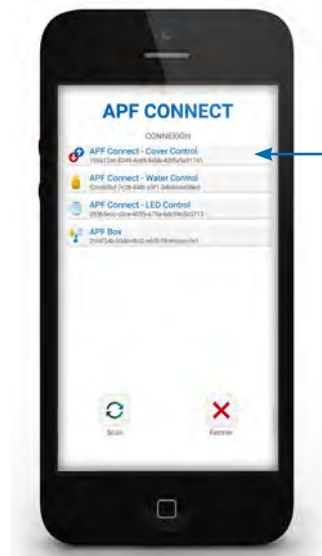 APF CONNECT
CONNEXION
APF Connect - Cover Control
APF Connect - Water Control
APF Connect - LED Control
APF Box
Scan
Fermer